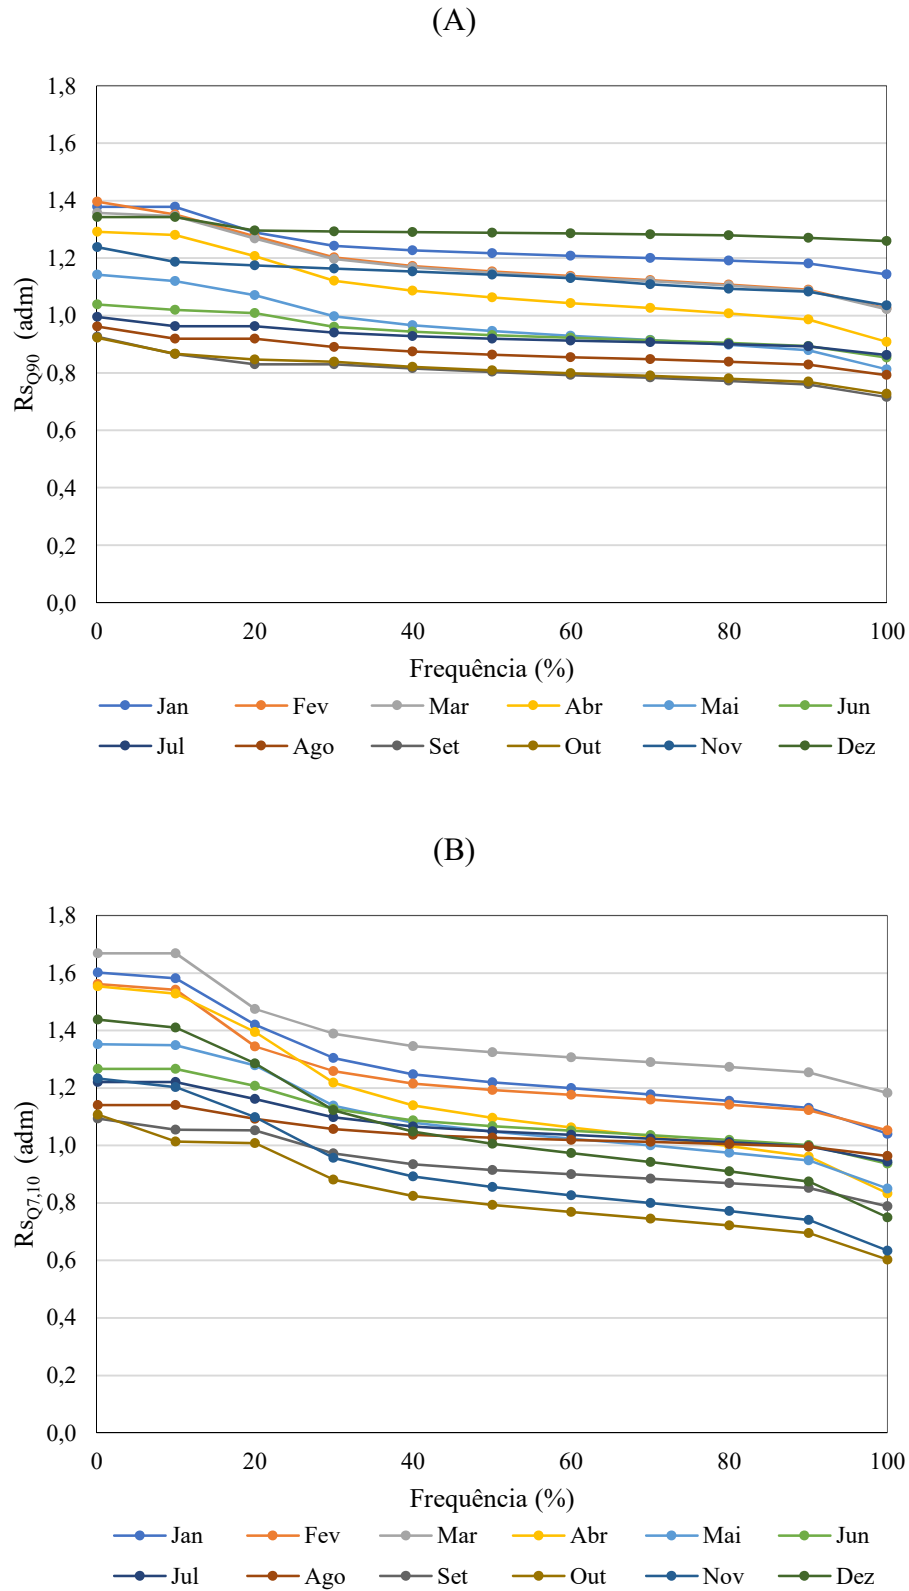 (A)
1,8
1,6
1,4
1,2
1,0
0,8
0,6
0,4
0,2
0,0
RsQ90 (adm)
0 20 40 60 80 100
Frequência (%)
Jan Fev Mar Abr Mai Jun
Jul Ago Set Out Nov Dez
(B)
1,8
1,6
1,4
1,2
1,0
0,8
0,6
0,4
0,2
0,0
RsQ7,10 (adm)
0 20 40 60 80 100
Frequência (%)
Jan Fev Mar Abr Mai Jun
Jul Ago Set Out Nov Dez